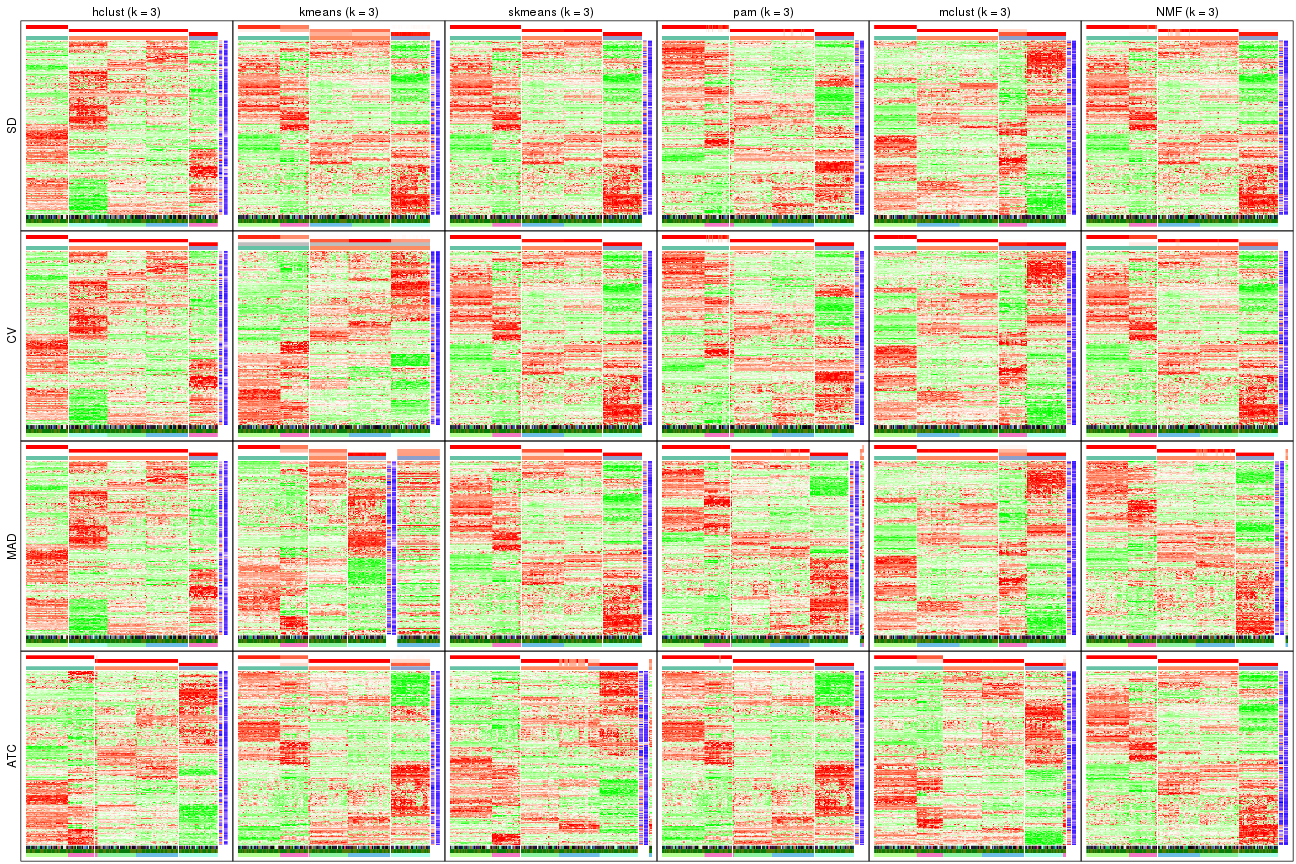 hclust (k = 3)
kmeans (k = 3)
skmeans (k = 3)
pam (k = 3)
mclust (k = 3)
NMF (k = 3)
SD
CV
MAD
ATC